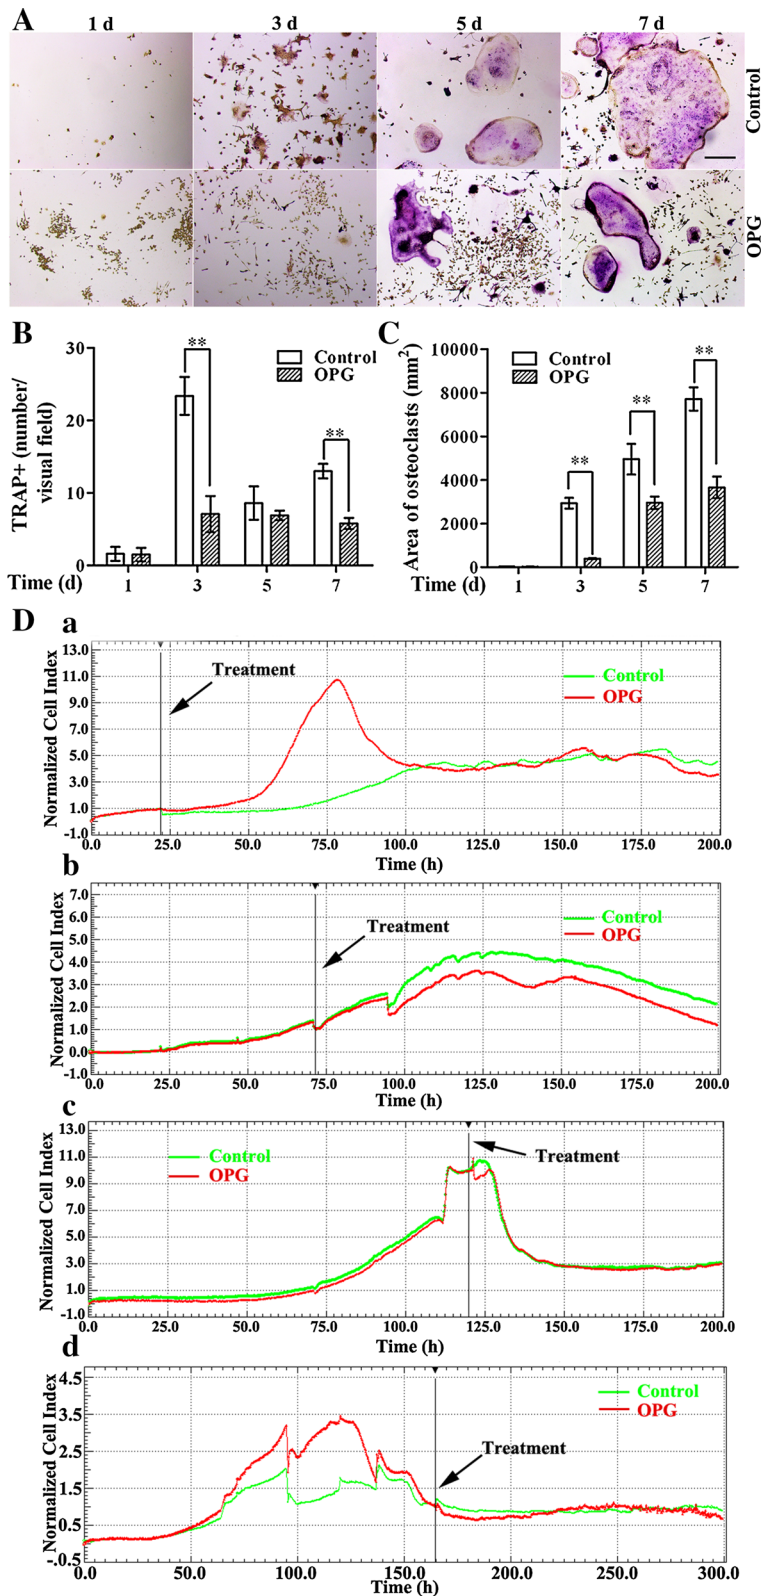 A
1 d 3 d 5 d 7 d
Control
OPG
B
TRAP+ (number/
visual field)
30
20
10
0
**
**
Control
OPG
Time (d) 1 3 5 7
C
Area of osteoclasts (mm2)
10000
8000
6000
4000
2000
0
**
**
**
Control
OPG
Time (d) 1 3 5 7
D
a
Normalized Cell Index
13.0
11.0
9.0
7.0
5.0
3.0
1.0
-1.0
Treatment
Control
OPG
0.0 25.0 50.0 75.0 100.0 125.0 150.0 175.0 200.0
Time (h)
b
Normalized Cell Index
7.0
6.0
5.0
4.0
3.0
2.0
1.0
0.0
-1.0
Treatment
Control
OPG
0.0 25.0 50.0 75.0 100.0 125.0 150.0 175.0 200.0
Time (h)
c
Normalized Cell Index
13.0
11.0
9.0
7.0
5.0
3.0
1.0
-1.0
Control
OPG
Treatment
0.0 25.0 50.0 75.0 100.0 125.0 150.0 175.0 200.0
Time (h)
d
Normalized Cell Index
4.5
3.5
2.5
1.5
0.5
-0.5
Control
OPG
Treatment
0.0 50.0 100.0 150.0 200.0 250.0 300.0
Time (h)